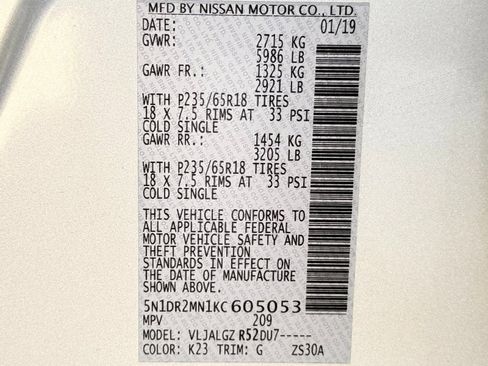 MFD BY NISSAN MOTOR CO., LTD.
DATE: 01/19
GVWR: 2715 KG
5986 LB
GAWR FR.: 1325 KG
2921 LB
WITH P235/65R18 TIRES
18 X 7.5 RIMS AT 33 PSI
COLD SINGLE
GAWR RR.: 1454 KG
3205 LB
WITH P235/65R18 TIRES
18 X 7.5 RIMS AT 33 PSI
COLD SINGLE
THIS VEHICLE CONFORMS TO
ALL APPLICABLE FEDERAL
MOTOR VEHICLE SAFETY AND
THEFT PREVENTION
STANDARDS IN EFFECT ON
THE DATE OF MANUFACTURE
SHOWN ABOVE.
5N1DR2MN1KC605053
MPV 209
MODEL: VLJALGZ R52DU7-----
COLOR: K23 TRIM: G ZS30A